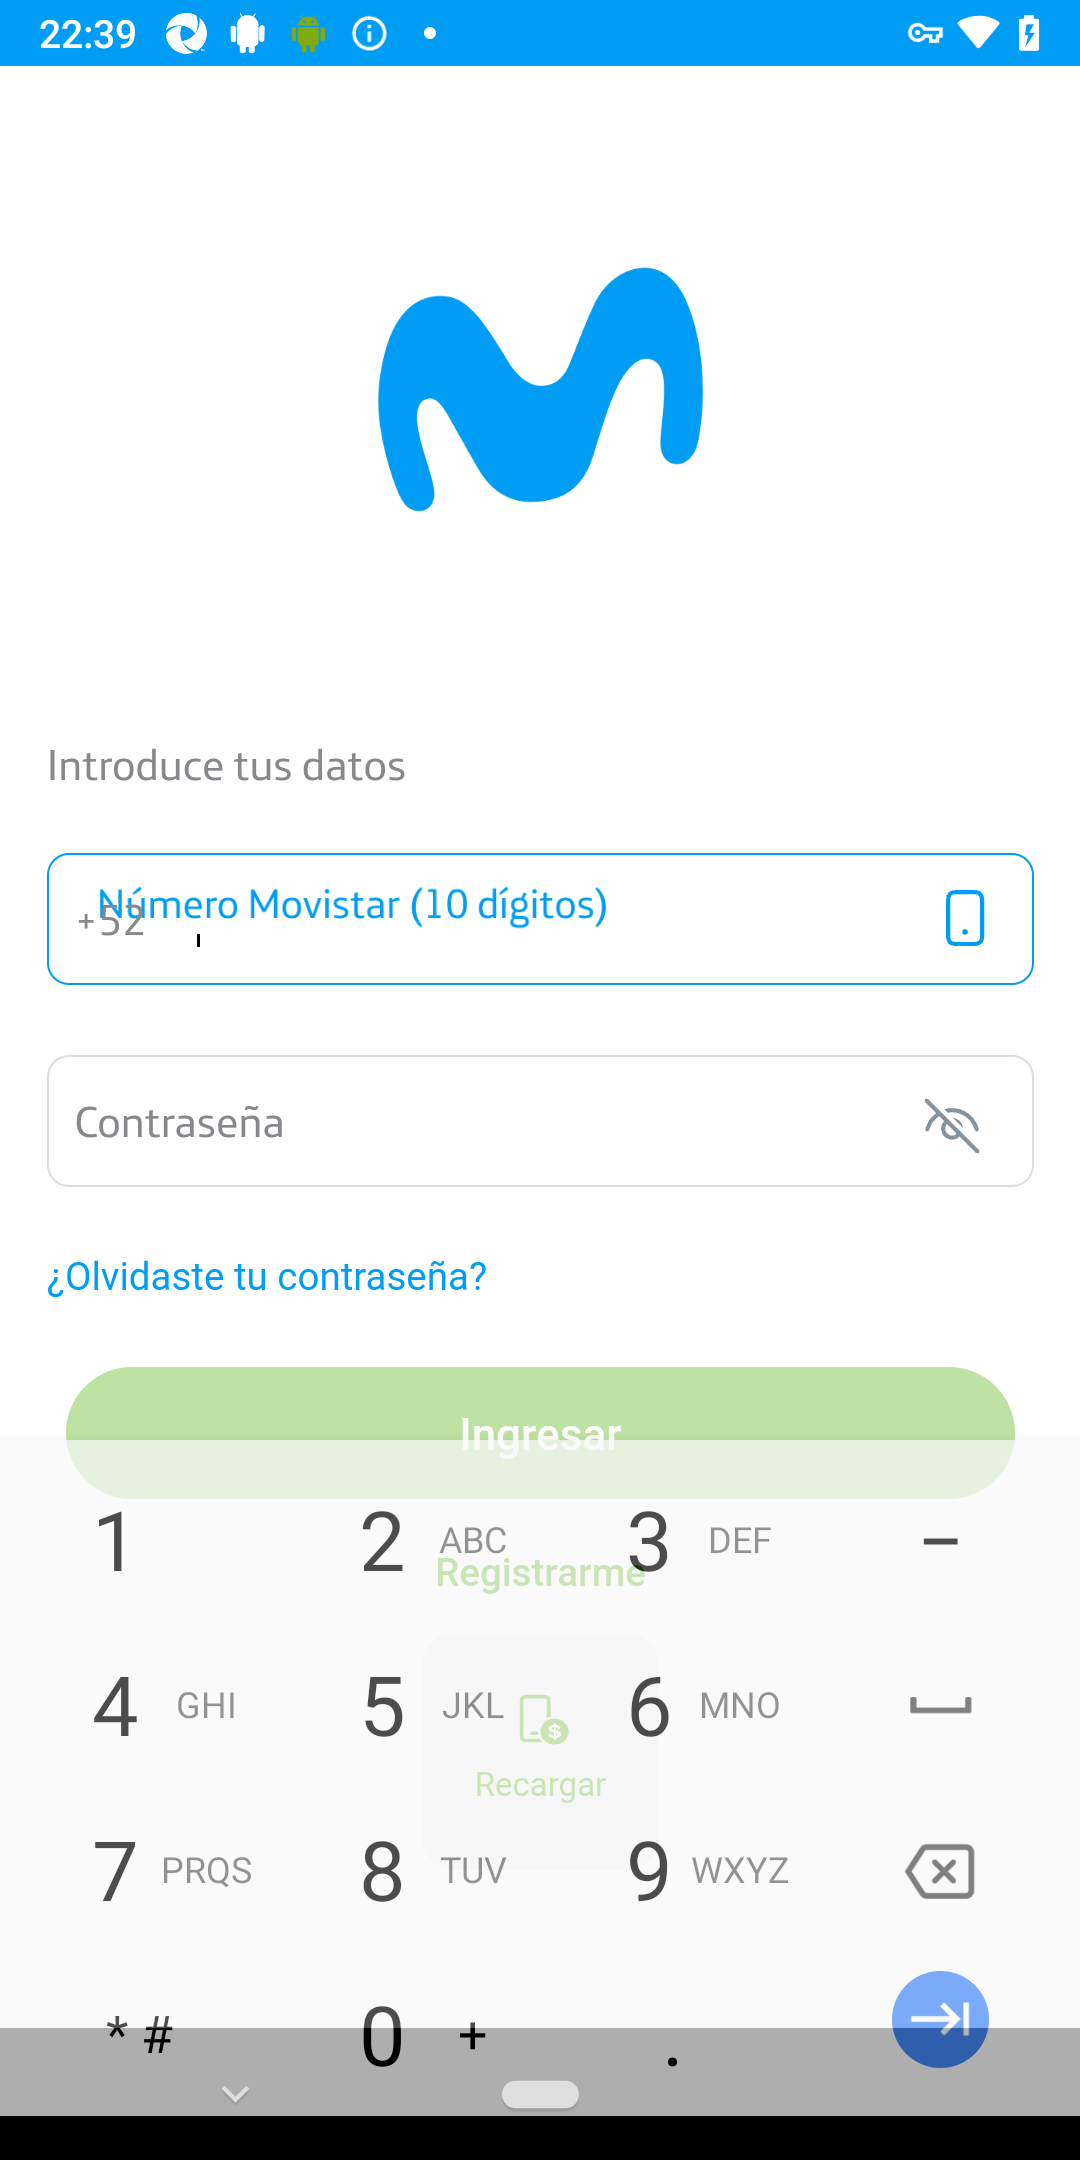 22:39
Introduce tus datos
Número Movistar (10 dígitos)
+52
Contraseña
¿Olvidaste tu contraseña?
Ingresar
1 2 ABC 3 DEF –
Registrarme
4 GHI 5 JKL 6 MNO
Recargar
7 PRQS 8 TUV 9 WXYZ
* # 0 + .